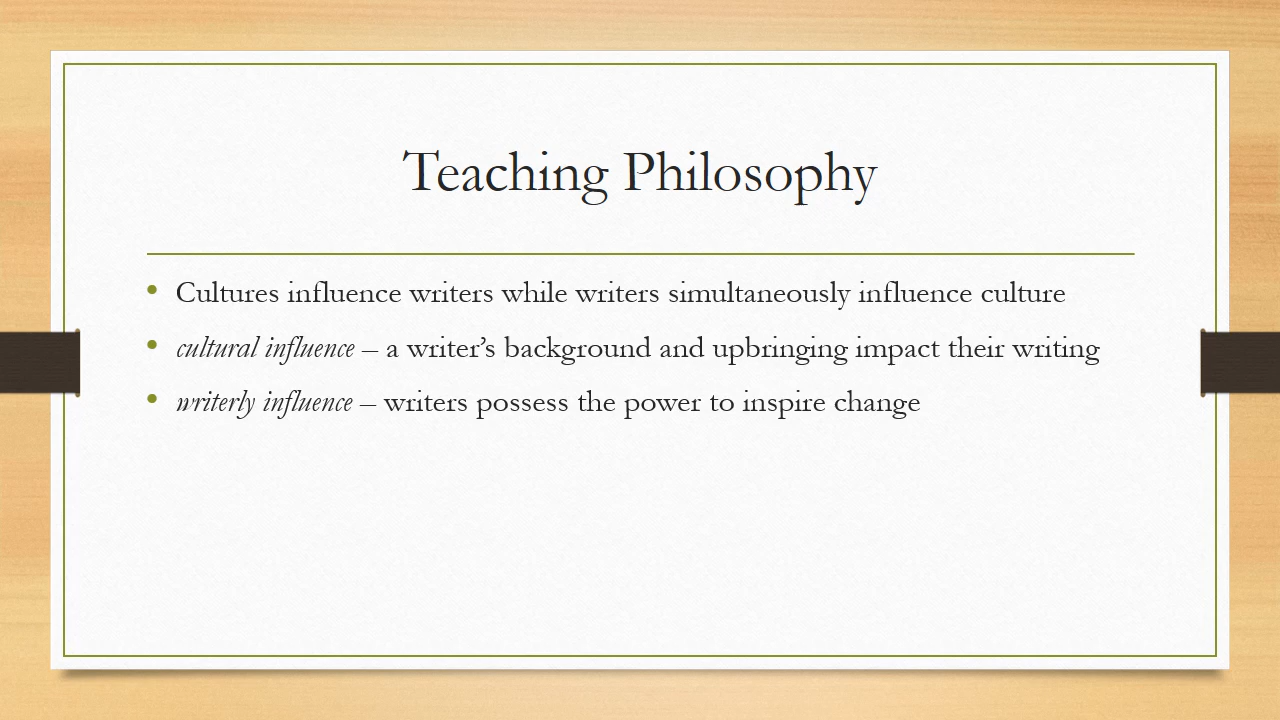 Teaching Philosophy
• Cultures influence writers while writers simultaneously influence culture
• cultural influence – a writer’s background and upbringing impact their writing
• writerly influence – writers possess the power to inspire change